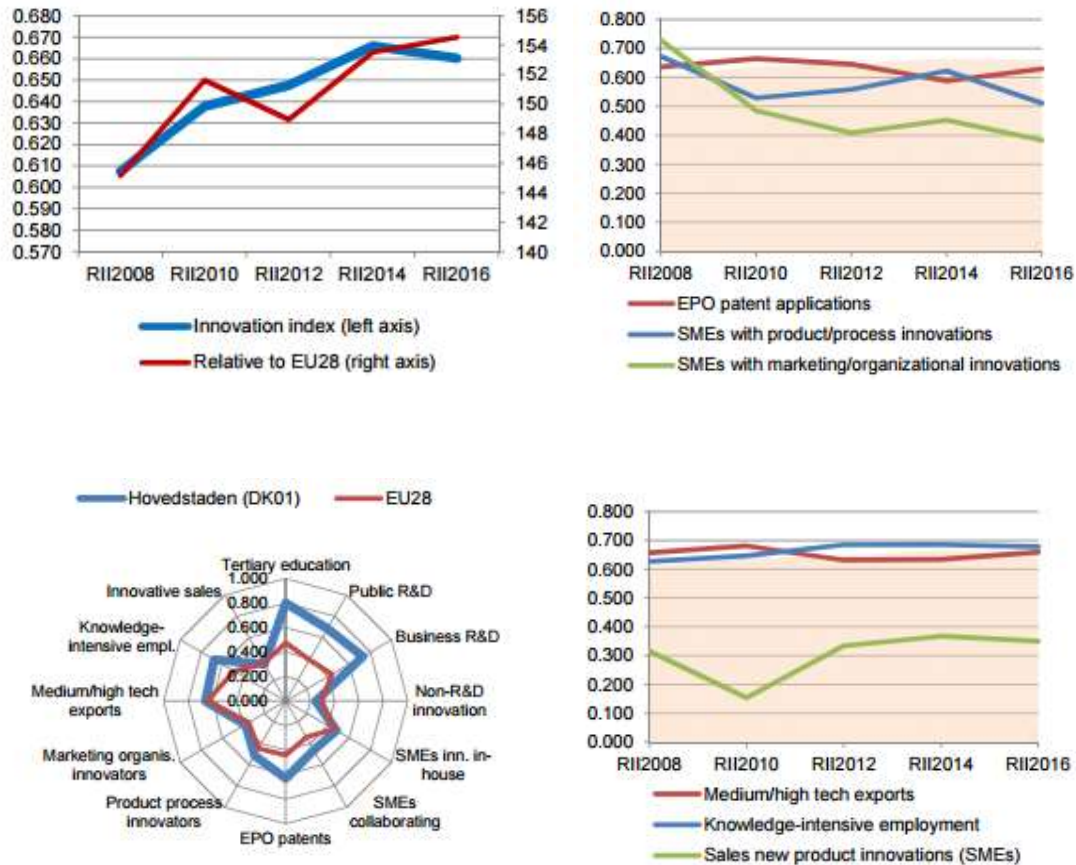 0.680
0.670
0.660
0.650
0.640
0.630
0.620
0.610
0.600
0.590
0.580
0.570
156
154
152
150
148
146
144
142
140
RII2008 RII2010 RII2012 RII2014 RII2016
Innovation index (left axis)
Relative to EU28 (right axis)
0.800
0.700
0.600
0.500
0.400
0.300
0.200
0.100
0.000
RII2008 RII2010 RII2012 RII2014 RII2016
EPO patent applications
SMEs with product/process innovations
SMEs with marketing/organizational innovations
Hovedstaden (DK01) EU28
Tertiary education
1.000
0.800
0.600
0.400
0.200
0.000
Public R&D
Business R&D
Non-R&D
innovation
SMEs inn. in-
house
SMEs
collaborating
EPO patents
Product process
innovators
Marketing organis.
innovators
Medium/high tech
exports
Knowledge-
intensive empl.
Innovative sales
0.800
0.700
0.600
0.500
0.400
0.300
0.200
0.100
0.000
RII2008 RII2010 RII2012 RII2014 RII2016
Medium/high tech exports
Knowledge-intensive employment
Sales new product innovations (SMEs)